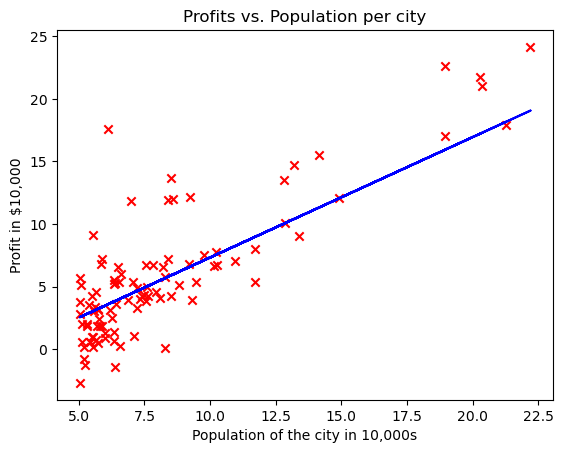 Profits vs. Population per city
Profit in $10,000
25
20
15
10
5
0
5.0 7.5 10.0 12.5 15.0 17.5 20.0 22.5
Population of the city in 10,000s